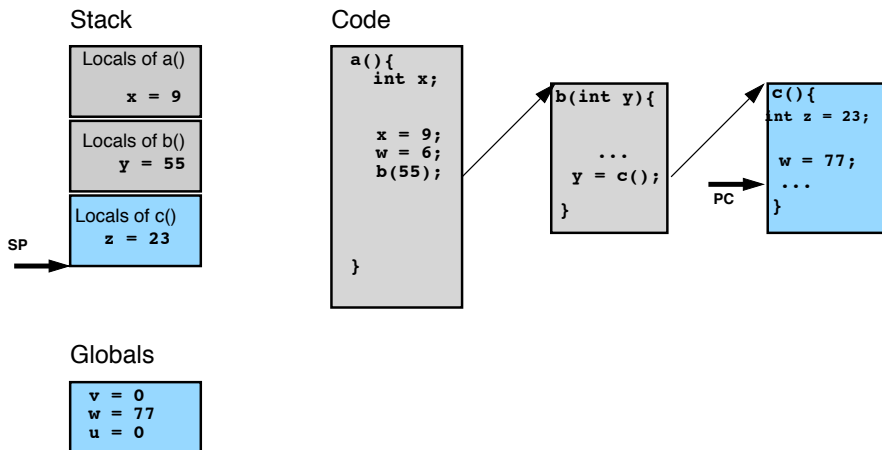 Stack
Locals of a()
x = 9
Locals of b()
y = 55
Locals of c()
z = 23
SP
Code
a(){
int x;
x = 9;
w = 6;
b(55);
}
b(int y){
...
y = c();
}
c(){
int z = 23;
w = 77;
...
}
PC
Globals
v = 0
w = 77
u = 0